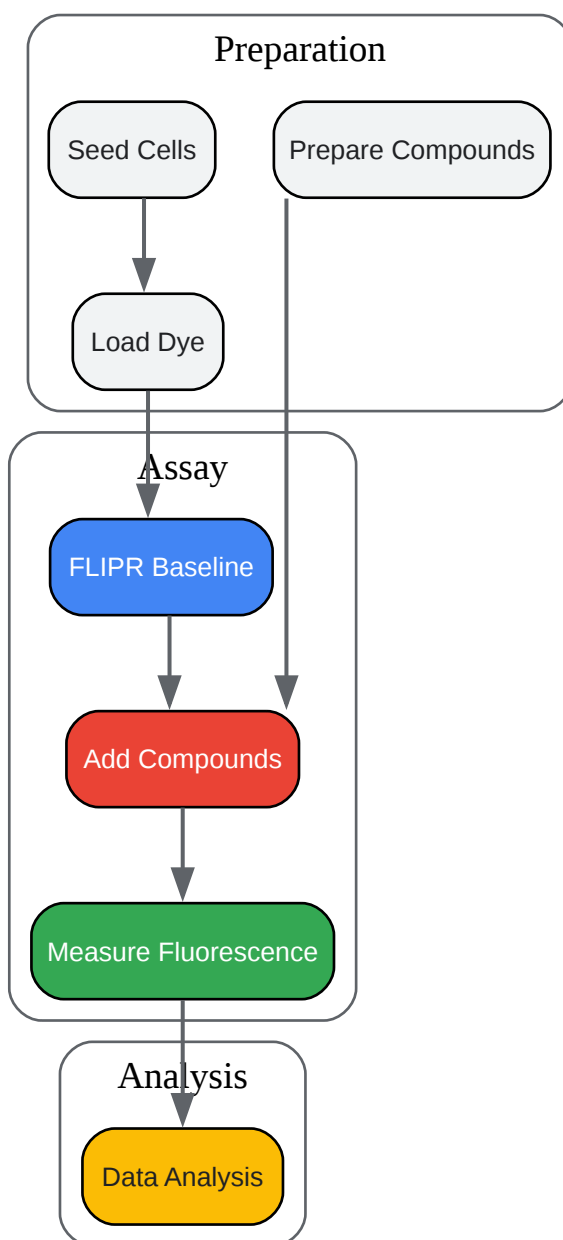 Preparation
Seed Cells
Prepare Compounds
Load Dye
Assay
FLIPR Baseline
Add Compounds
Measure Fluorescence
Analysis
Data Analysis